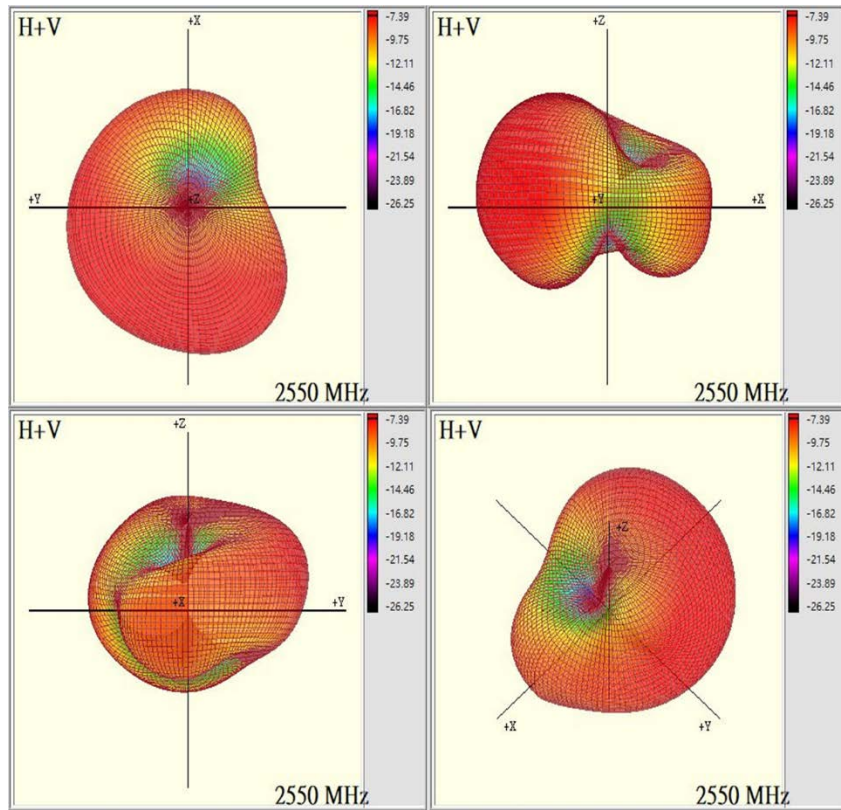 H+V
+X
+Y
+Z
2550 MHz
-7.39
-9.75
-12.11
-14.46
-16.82
-19.18
-21.54
-23.89
-26.25
H+V
+Z
+Y
+X
2550 MHz
-7.39
-9.75
-12.11
-14.46
-16.82
-19.18
-21.54
-23.89
-26.25
H+V
+Z
+X
+Y
2550 MHz
-7.39
-9.75
-12.11
-14.46
-16.82
-19.18
-21.54
-23.89
-26.25
H+V
+Z
+X
+Y
2550 MHz
-7.39
-9.75
-12.11
-14.46
-16.82
-19.18
-21.54
-23.89
-26.25